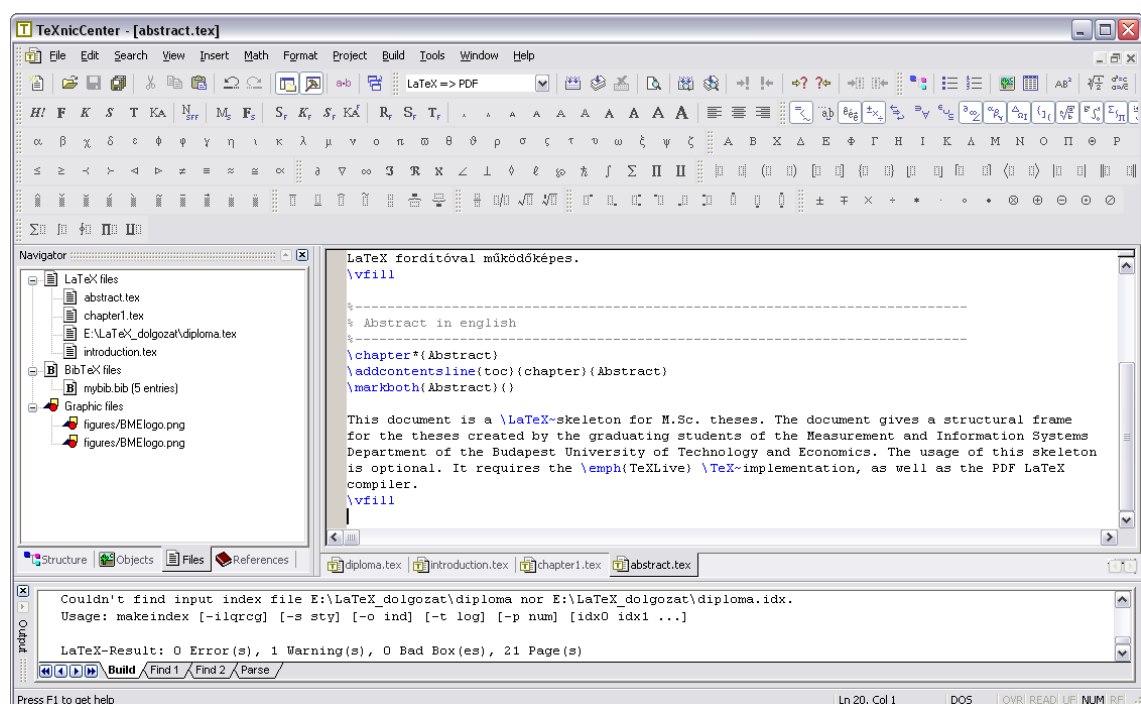 TeXnicCenter - [abstract.tex]
File Edit Search View Insert Math Format Project Build Tools Window Help
LaTeX => PDF
H! F K S T KA
α β χ δ ε ϕ φ γ η ι κ λ μ ν ο π ϖ θ ϑ ρ σ ς τ υ ω ξ ψ ζ Α Β Χ Δ Ε Φ Γ Η Ι Κ Λ Μ Ν Ο Π Θ Ρ
Navigator
LaTeX files
abstract.tex
chapter1.tex
E:\LaTeX_dolgozat\diploma.tex
introduction.tex
BibTeX files
mybib.bib (5 entries)
Graphic files
figures/BMElogo.png
figures/BMElogo.png
Structure Objects Files References
LaTeX fordítóval működőképes.
\vfill
%----------------------------------------------------------------------------
% Abstract in english
%----------------------------------------------------------------------------
\chapter*{Abstract}
\addcontentsline{toc}{chapter}{Abstract}
\markboth{Abstract}{}
This document is a \LaTeX~skeleton for M.Sc. theses. The document gives a structural frame
for the theses created by the graduating students of the Measurement and Information Systems
Department of the Budapest University of Technology and Economics. The usage of this skeleton
is optional. It requires the \emph{TeXLive} \TeX~implementation, as well as the PDF LaTeX
compiler.
\vfill
diploma.tex introduction.tex chapter1.tex abstract.tex
Output
Couldn't find input index file E:\LaTeX_dolgozat\diploma nor E:\LaTeX_dolgozat\diploma.idx.
Usage: makeindex [-ilqrcg] [-s sty] [-o ind] [-t log] [-p num] [idx0 idx1 ...]
LaTeX-Result: 0 Error(s), 1 Warning(s), 0 Bad Box(es), 21 Page(s)
Build Find 1 Find 2 Parse
Press F1 to get help Ln 20, Col 1 DOS OVR READ LF NUM RF